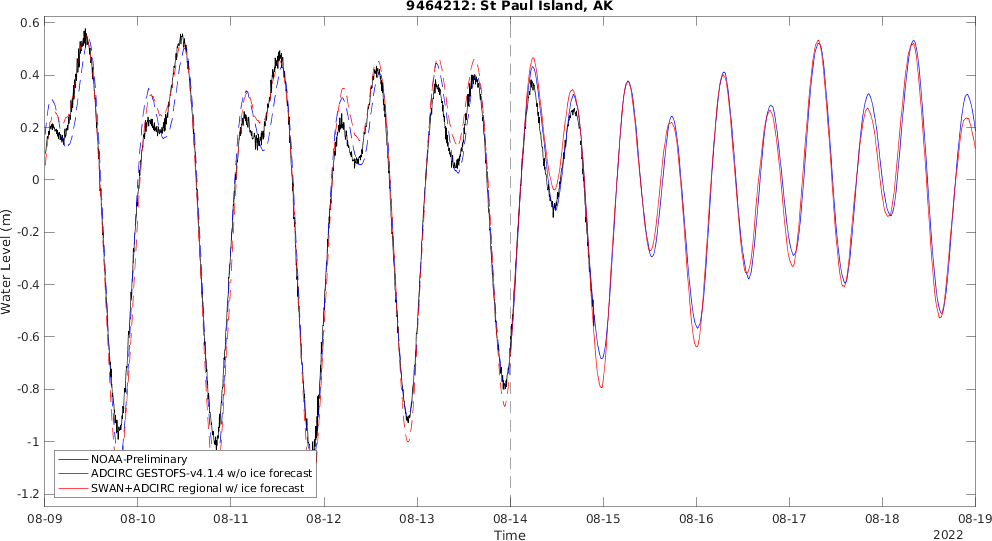 9464212: St Paul Island, AK
0.6
0.4
0.2
0
-0.2
-0.4
-0.6
-0.8
-1
-1.2
Water Level (m)
NOAA-Preliminary
ADCIRC GESTOFS-v4.1.4 w/o ice forecast
SWAN+ADCIRC regional w/ ice forecast
08-09 08-10 08-11 08-12 08-13 08-14 08-15 08-16 08-17 08-18 08-19
Time
2022